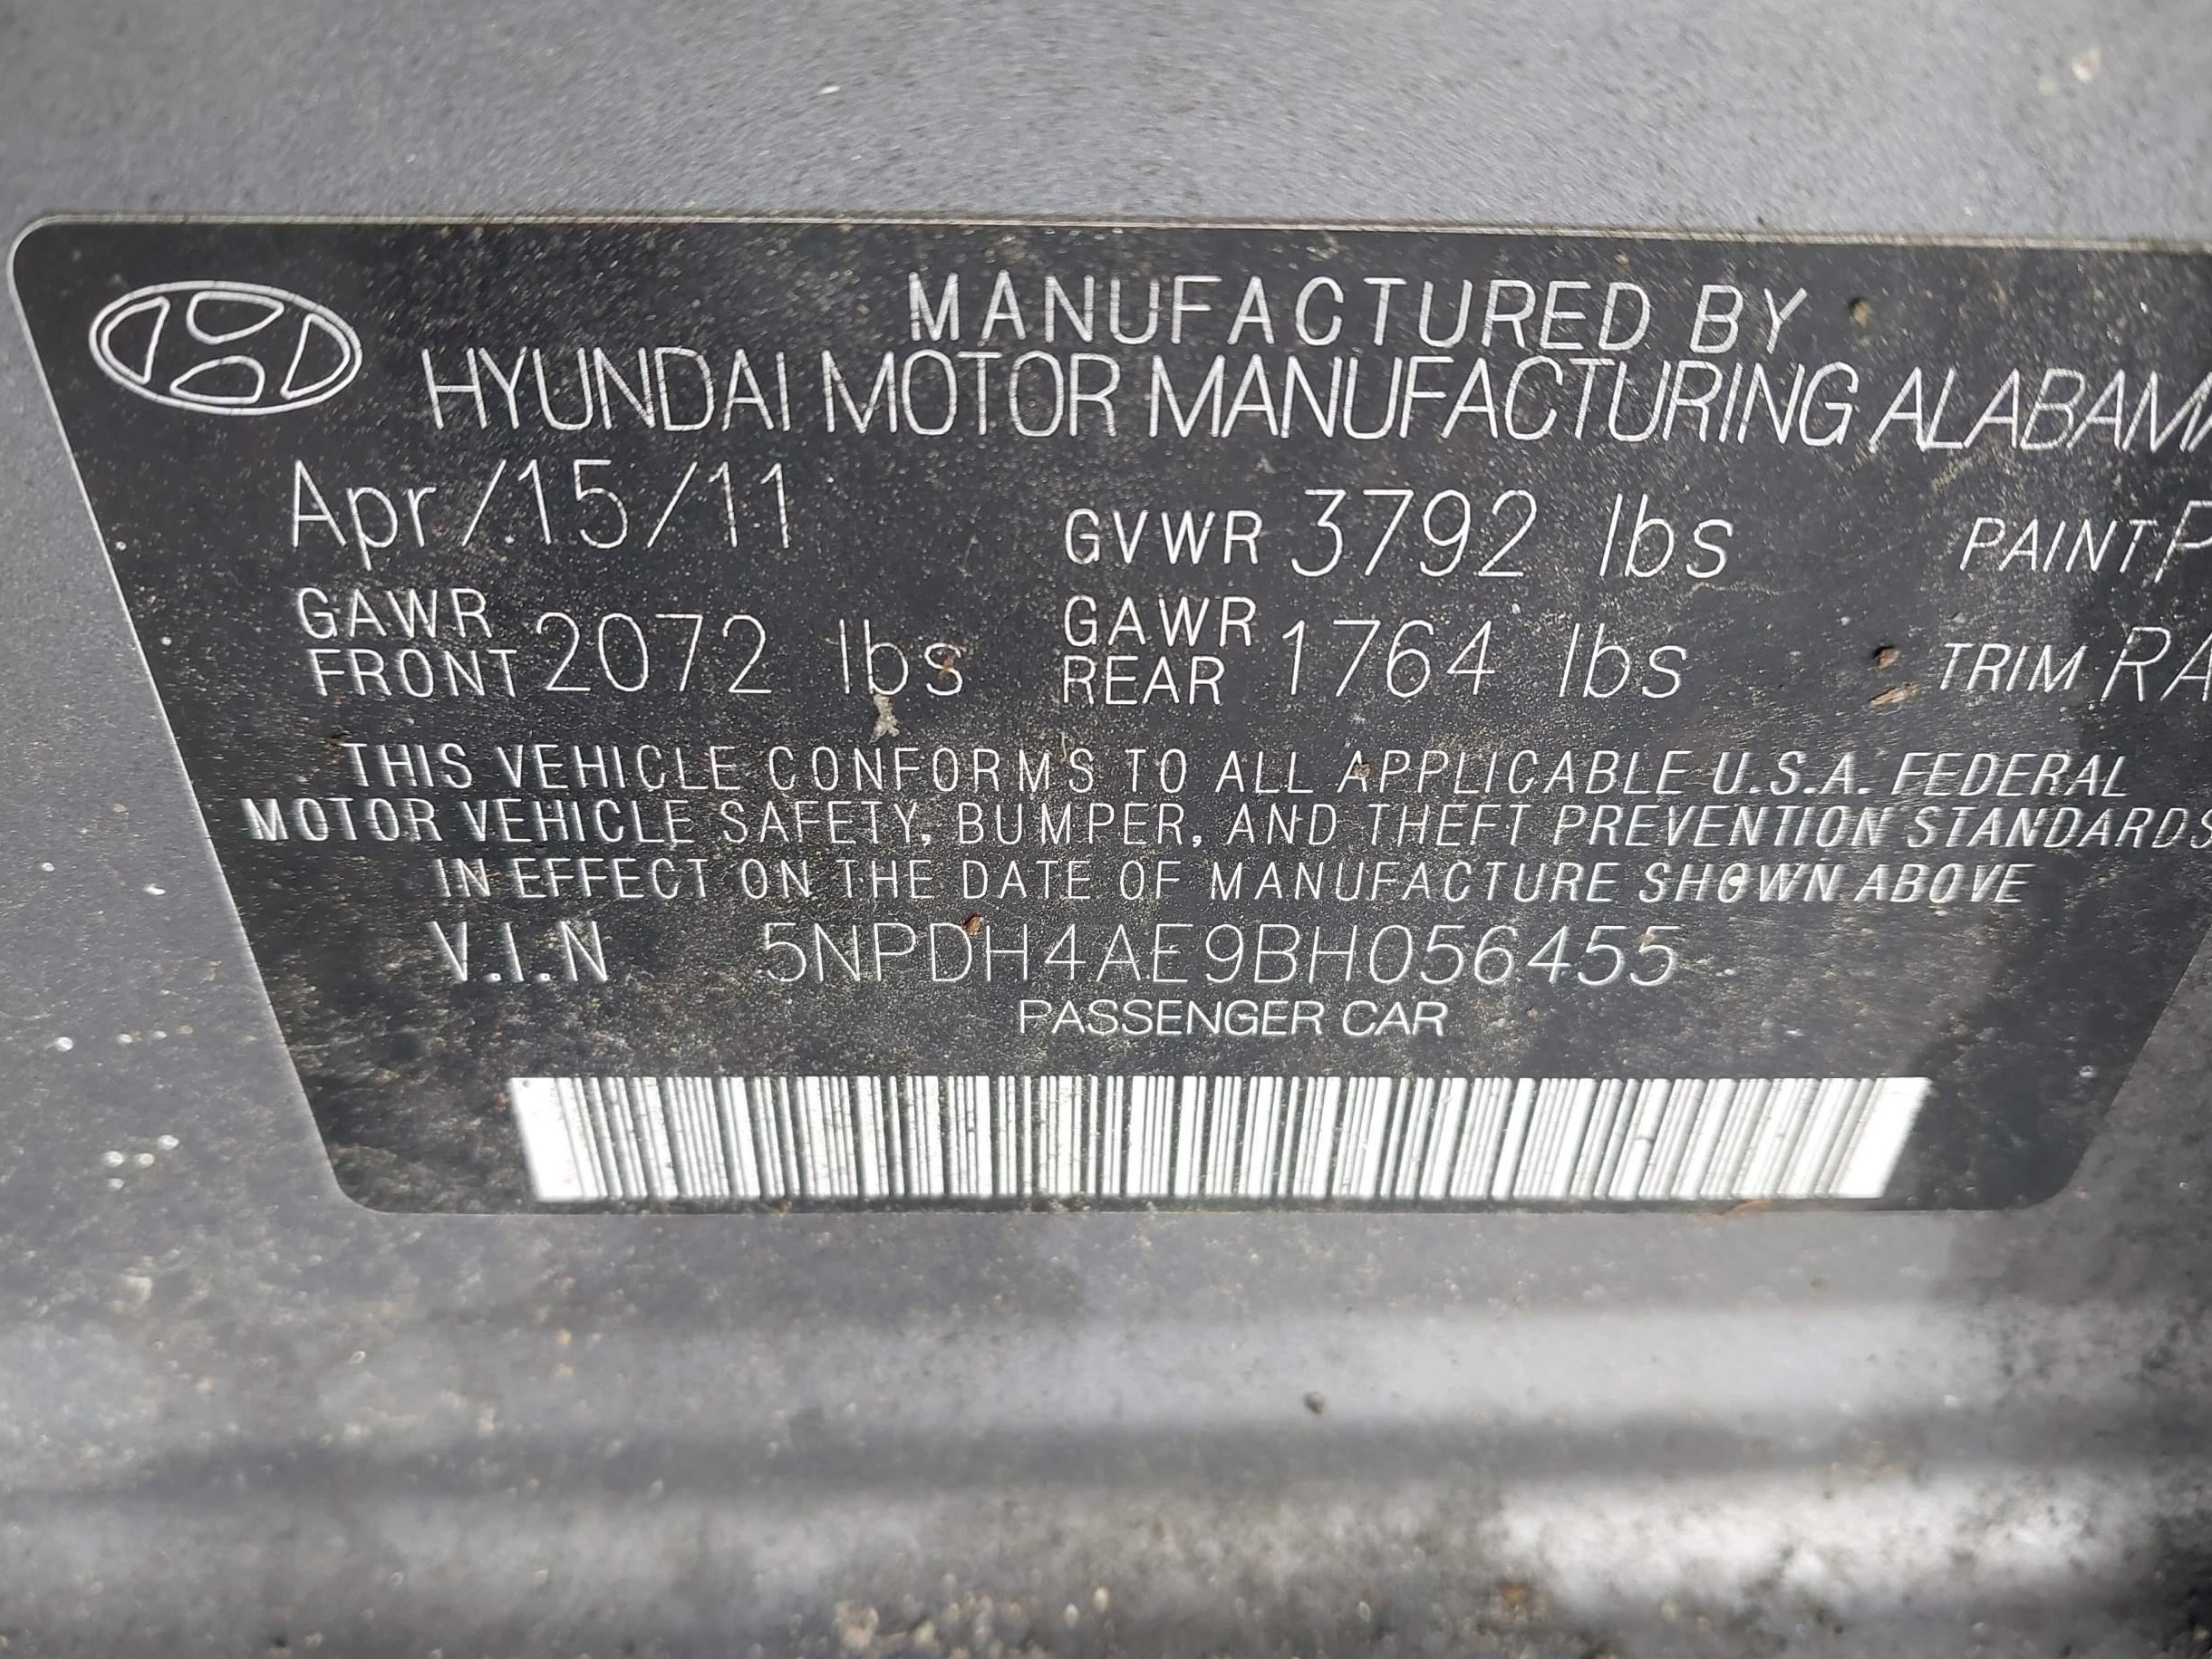 MANUFACTURED BY
HYUNDAI MOTOR MANUFACTURING ALABAMA
Apr/15/11 GVWR 3792 lbs PAINT P
GAWR FRONT 2072 lbs GAWR REAR 1764 lbs TRIM RA
THIS VEHICLE CONFORMS TO ALL APPLICABLE U.S.A. FEDERAL
MOTOR VEHICLE SAFETY, BUMPER, AND THEFT PREVENTION STANDARDS
IN EFFECT ON THE DATE OF MANUFACTURE SHOWN ABOVE
V.I.N 5NPDH4AE9BH056455
PASSENGER CAR